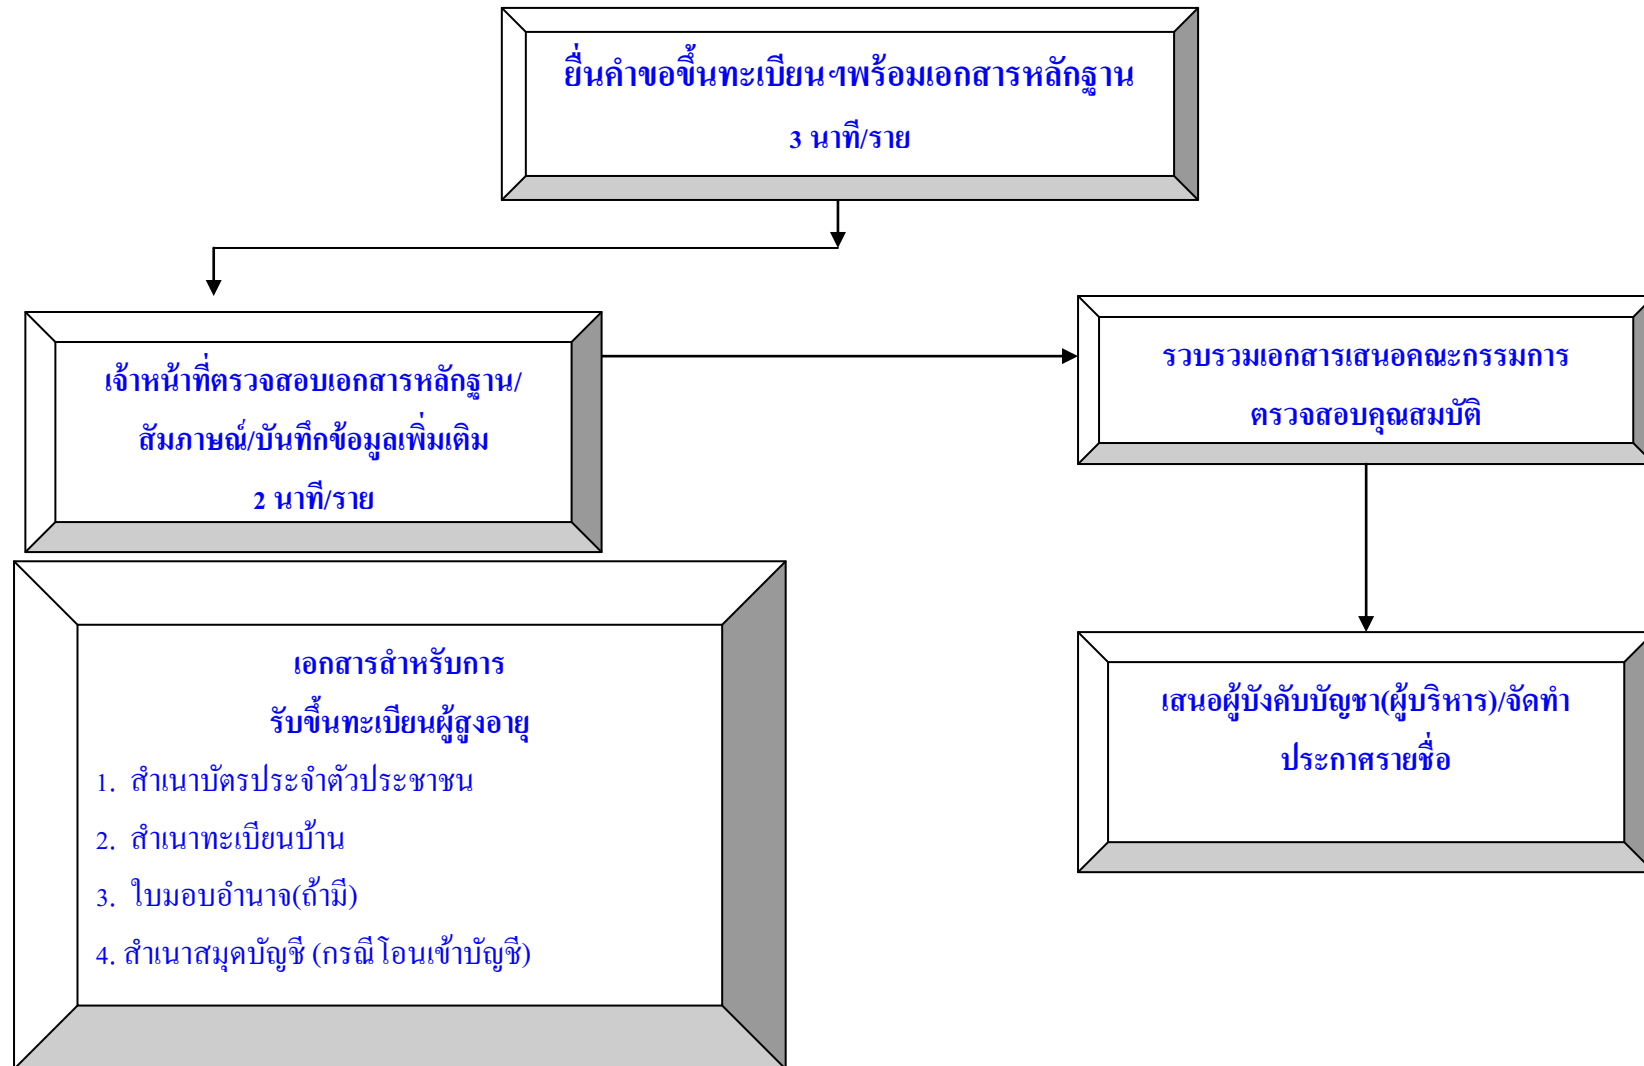 ยื่นคำขอขึ้นทะเบียนฯพร้อมเอกสารหลักฐาน
3 นาที/ราย
เจ้าหน้าที่ตรวจสอบเอกสารหลักฐาน/
สัมภาษณ์/บันทึกข้อมูลเพิ่มเติม
2 นาที/ราย
รวบรวมเอกสารเสนอคณะกรรมการ
ตรวจสอบคุณสมบัติ
เอกสารสำหรับการ
รับขึ้นทะเบียนผู้สูงอายุ
1. สำเนาบัตรประจำตัวประชาชน
2. สำเนาทะเบียนบ้าน
3. ใบมอบอำนาจ(ถ้ามี)
4. สำเนาสมุดบัญชี (กรณีโอนเข้าบัญชี)
เสนอผู้บังคับบัญชา(ผู้บริหาร)/จัดทำ
ประกาศรายชื่อ